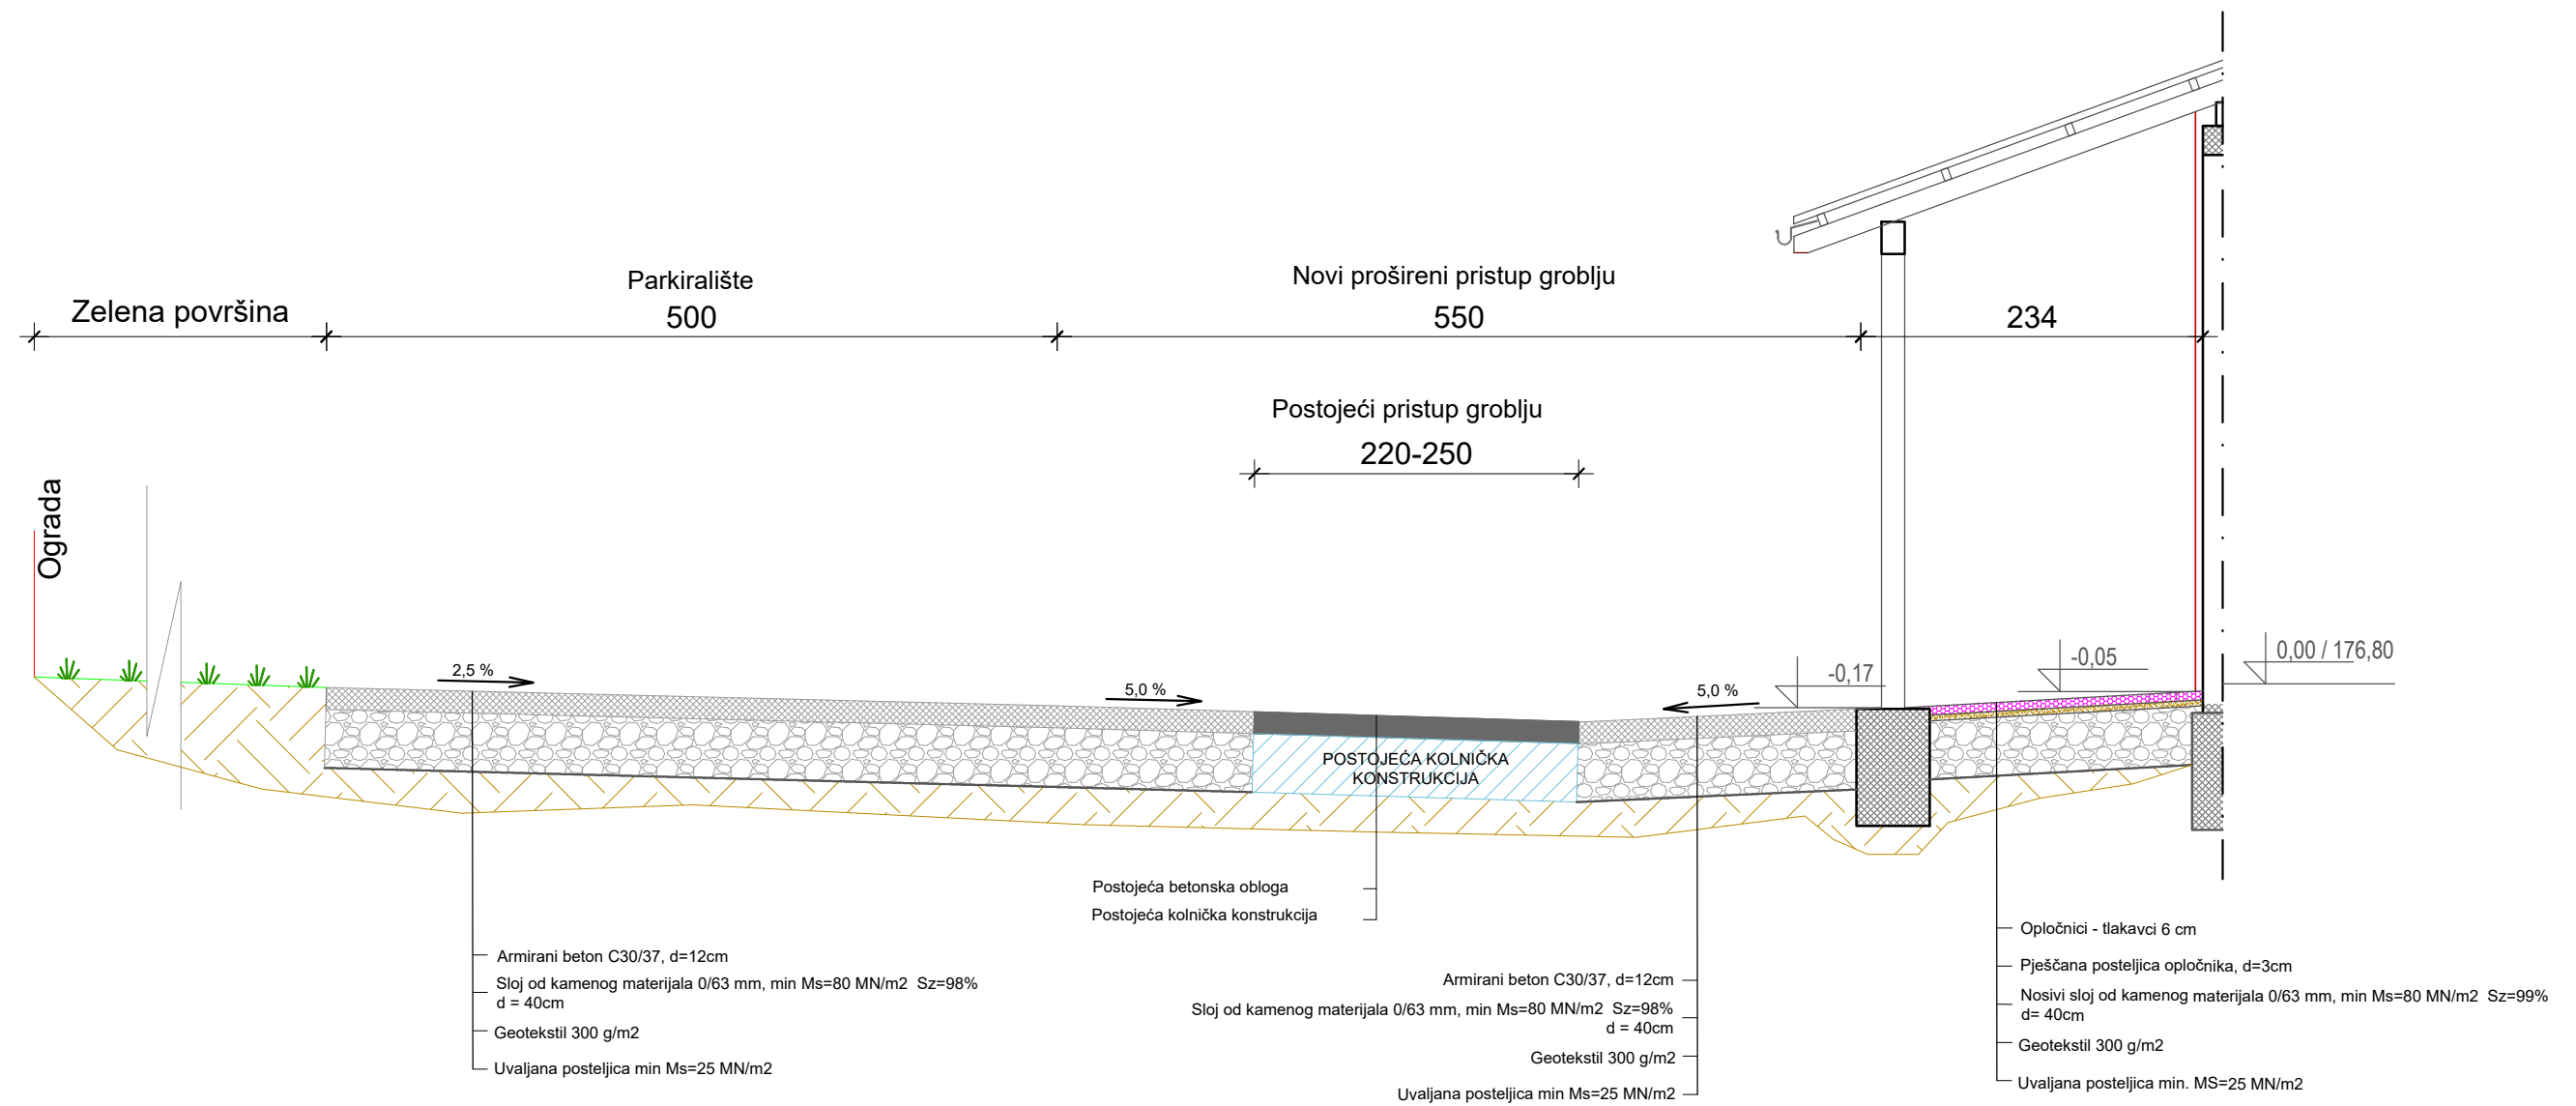 Zelena površina
Parkiralište
500
Novi prošireni pristup groblju
550
234
Postojeći pristup groblju
220-250
Ograda
2,5 %
5,0 %
5,0 %
-0,17
-0,05
0,00 / 176,80
POSTOJEĆA KOLNIČKA
KONSTRUKCIJA
Postojeća betonska obloga
Postojeća kolnička konstrukcija
Armirani beton C30/37, d=12cm
Sloj od kamenog materijala 0/63 mm, min Ms=80 MN/m2 Sz=98%
d = 40cm
Geotekstil 300 g/m2
Uvaljana posteljica min Ms=25 MN/m2
Armirani beton C30/37, d=12cm
Sloj od kamenog materijala 0/63 mm, min Ms=80 MN/m2 Sz=98%
d = 40cm
Geotekstil 300 g/m2
Uvaljana posteljica min Ms=25 MN/m2
Opločnici - tlakavci 6 cm
Pješčana posteljica opločnika, d=3cm
Nosivi sloj od kamenog materijala 0/63 mm, min Ms=80 MN/m2 Sz=99%
d= 40cm
Geotekstil 300 g/m2
Uvaljana posteljica min. MS=25 MN/m2